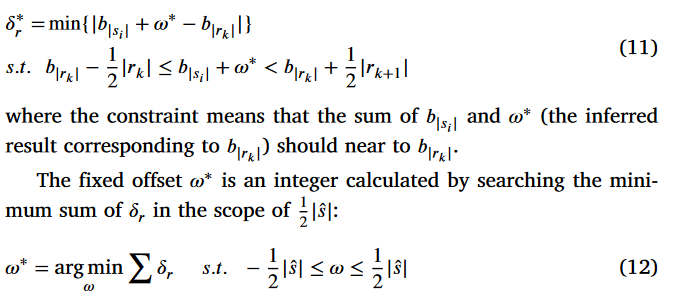 δ*_r = min{|b_|s_i| + ω* − b_|r_k||}
(11)
s.t. b_|r_k| − 1/2|r_k| ≤ b_|s_i| + ω* < b_|r_k| + 1/2|r_{k+1}|
where the constraint means that the sum of b_|s_i| and ω* (the inferred
result corresponding to b_|r_k|) should near to b_|r_k|.
The fixed offset ω* is an integer calculated by searching the mini-
mum sum of δ_r in the scope of 1/2|ŝ|:
ω* = arg min_ω ∑ δ_r s.t. − 1/2|ŝ| ≤ ω ≤ 1/2|ŝ| (12)